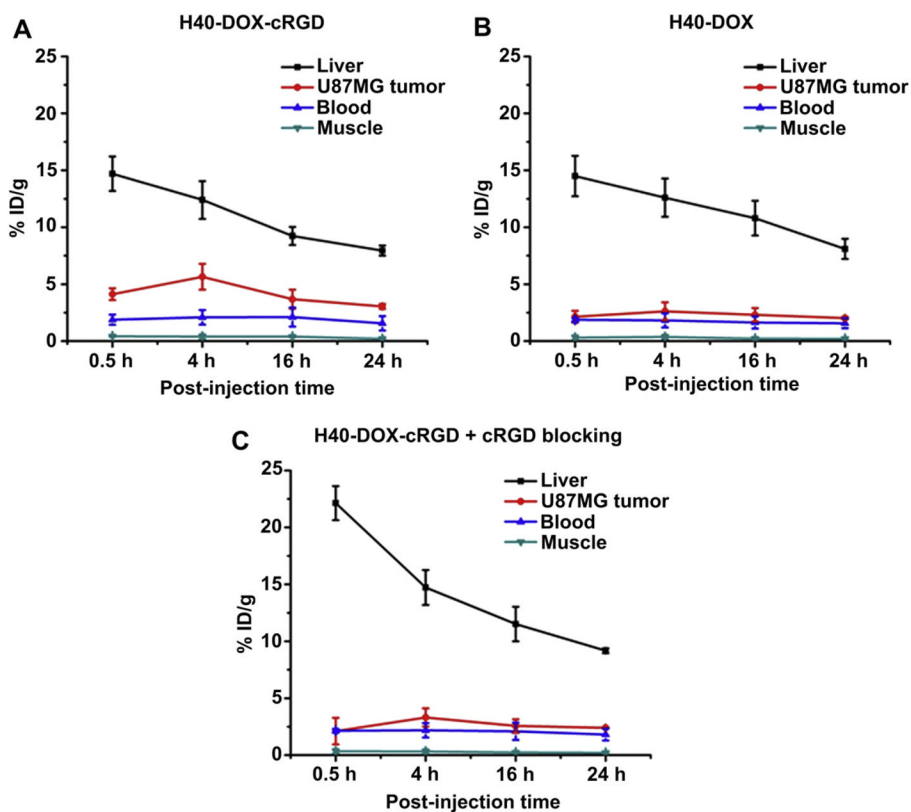 A
H40-DOX-cRGD
25
20
15
10
5
0
% ID/g
Liver
U87MG tumor
Blood
Muscle
0.5 h 4 h 16 h 24 h
Post-injection time
B
H40-DOX
25
20
15
10
5
0
% ID/g
Liver
U87MG tumor
Blood
Muscle
0.5 h 4 h 16 h 24 h
Post-injection time
C
H40-DOX-cRGD + cRGD blocking
25
20
15
10
5
0
% ID/g
Liver
U87MG tumor
Blood
Muscle
0.5 h 4 h 16 h 24 h
Post-injection time